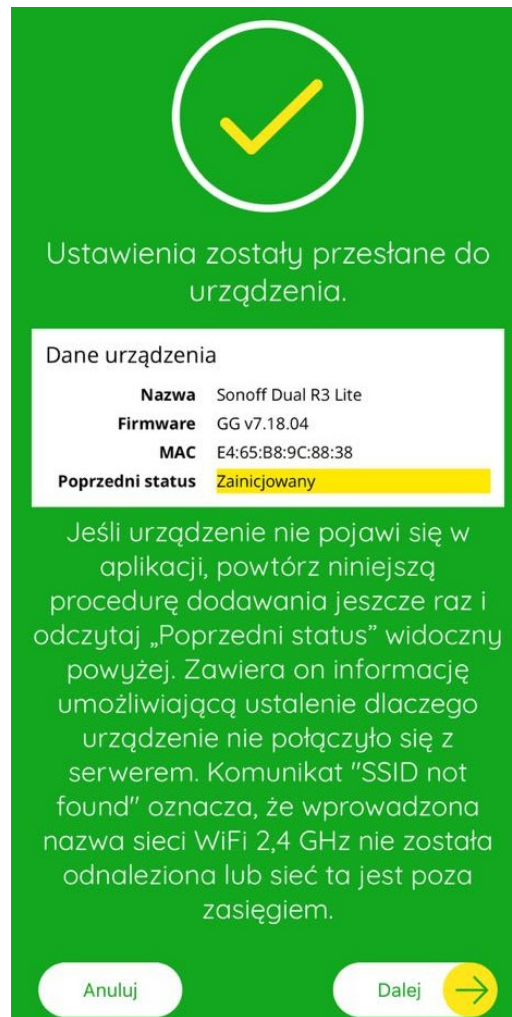 Ustawienia zostały przesłane do
urządzenia.
Dane urządzenia
Nazwa Sonoff Dual R3 Lite
Firmware GG v7.18.04
MAC E4:65:B8:9C:88:38
Poprzedni status Zainicjowany
Jeśli urządzenie nie pojawi się w
aplikacji, powtórz niniejszą
procedurę dodawania jeszcze raz i
odczytaj „Poprzedni status” widoczny
powyżej. Zawiera on informację
umożliwiającą ustalenie dlaczego
urządzenie nie połączyło się z
serwerem. Komunikat "SSID not
found" oznacza, że wprowadzona
nazwa sieci WiFi 2,4 GHz nie została
odnaleziona lub sieć ta jest poza
zasięgiem.
Anuluj Dalej